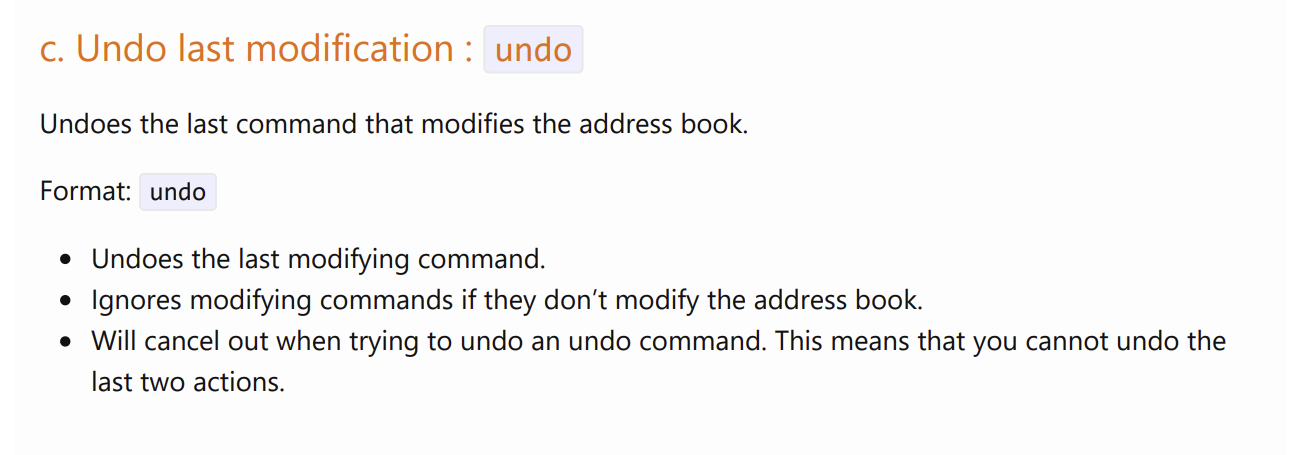 c. Undo last modification : undo
Undoes the last command that modifies the address book.
Format: undo
• Undoes the last modifying command.
• Ignores modifying commands if they don’t modify the address book.
• Will cancel out when trying to undo an undo command. This means that you cannot undo the
last two actions.